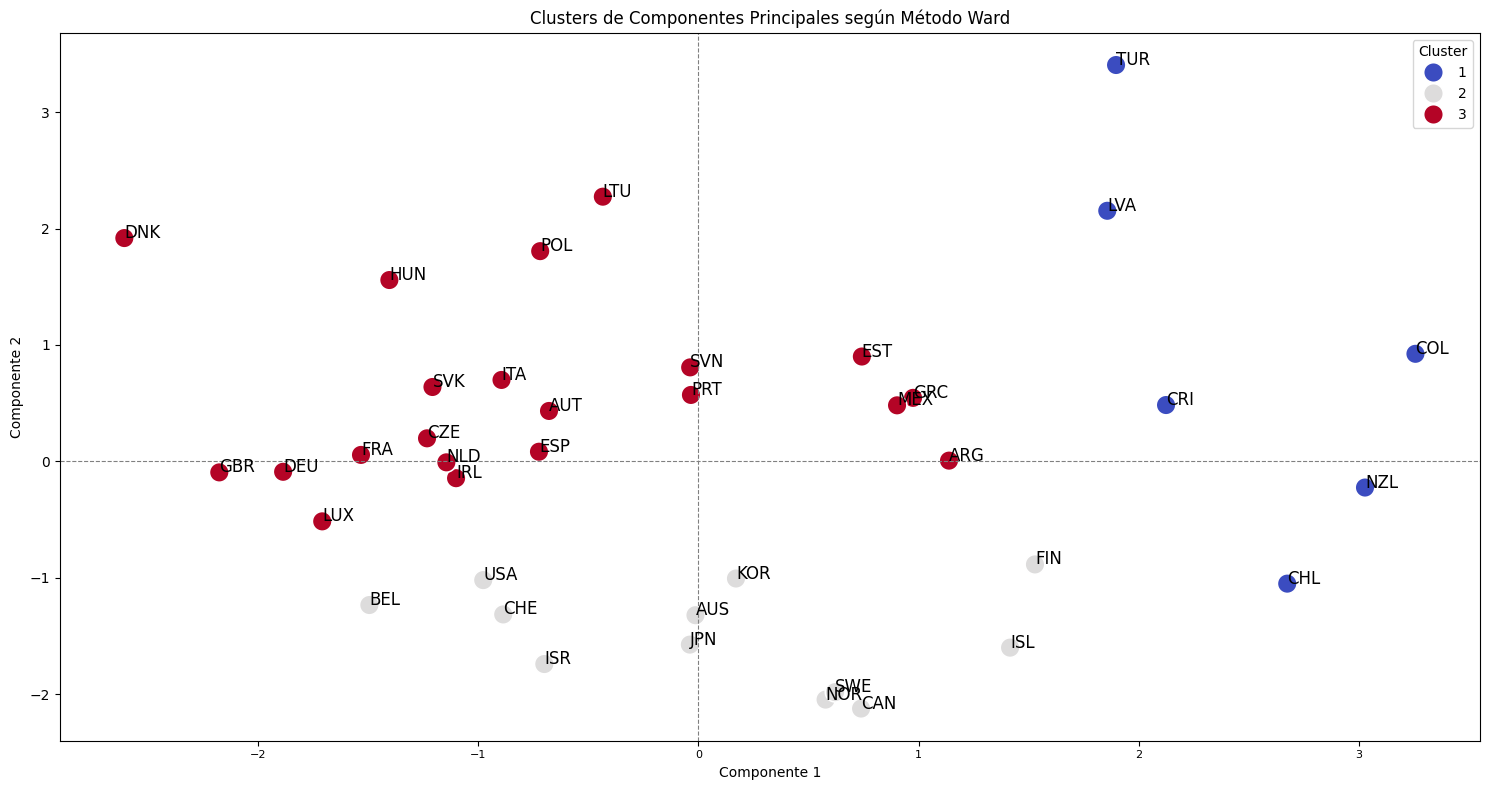 Clusters de Componentes Principales según Método Ward
Cluster
1
2
3
TUR
LTU
LVA
DNK
POL
HUN
SVN
EST
COL
ITA
SVK
PRT
GRC
MEX
CRI
AUT
CZE
ESP
FRA
NLD
GBR
DEU
IRL
ARG
NZL
LUX
USA
KOR
FIN
CHL
BEL
CHE
AUS
JPN
ISL
ISR
SWE
NOR
CAN
Componente 2
3
2
1
0
−1
−2
−2
−1
0
1
2
3
Componente 1